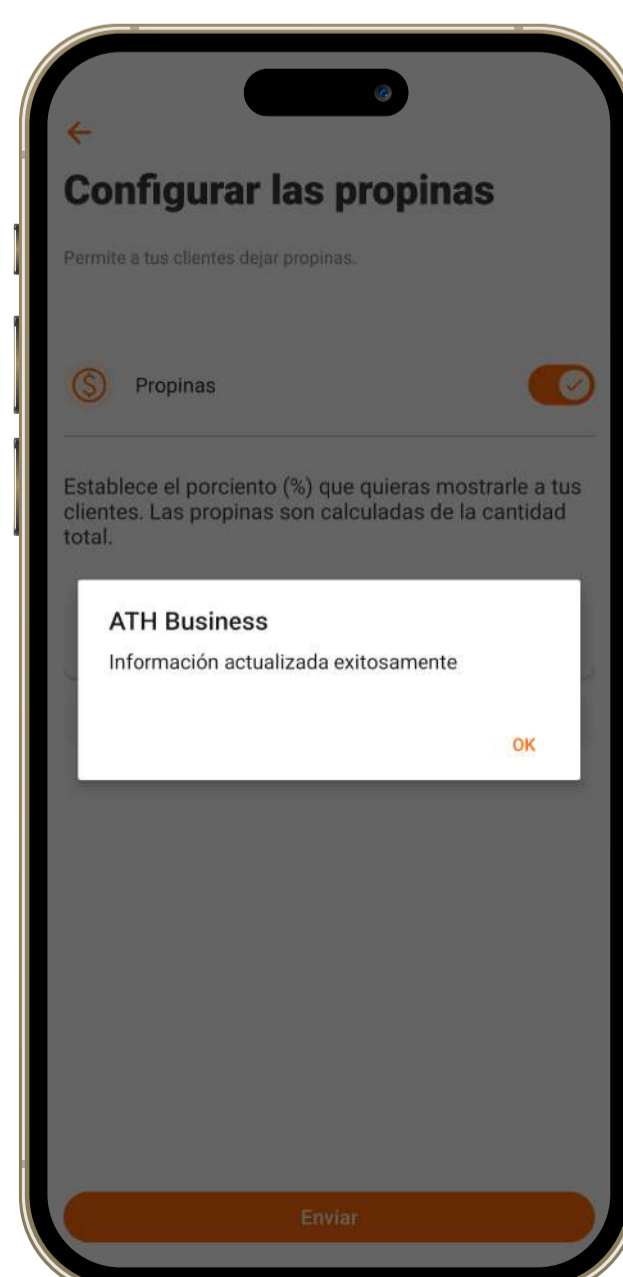 Configurar las propinas
Permite a tus clientes dejar propinas.
Propinas
Establece el porciento (%) que quieras mostrarle a tus
clientes. Las propinas son calculadas de la cantidad
total.
ATH Business
Información actualizada exitosamente
OK
Enviar